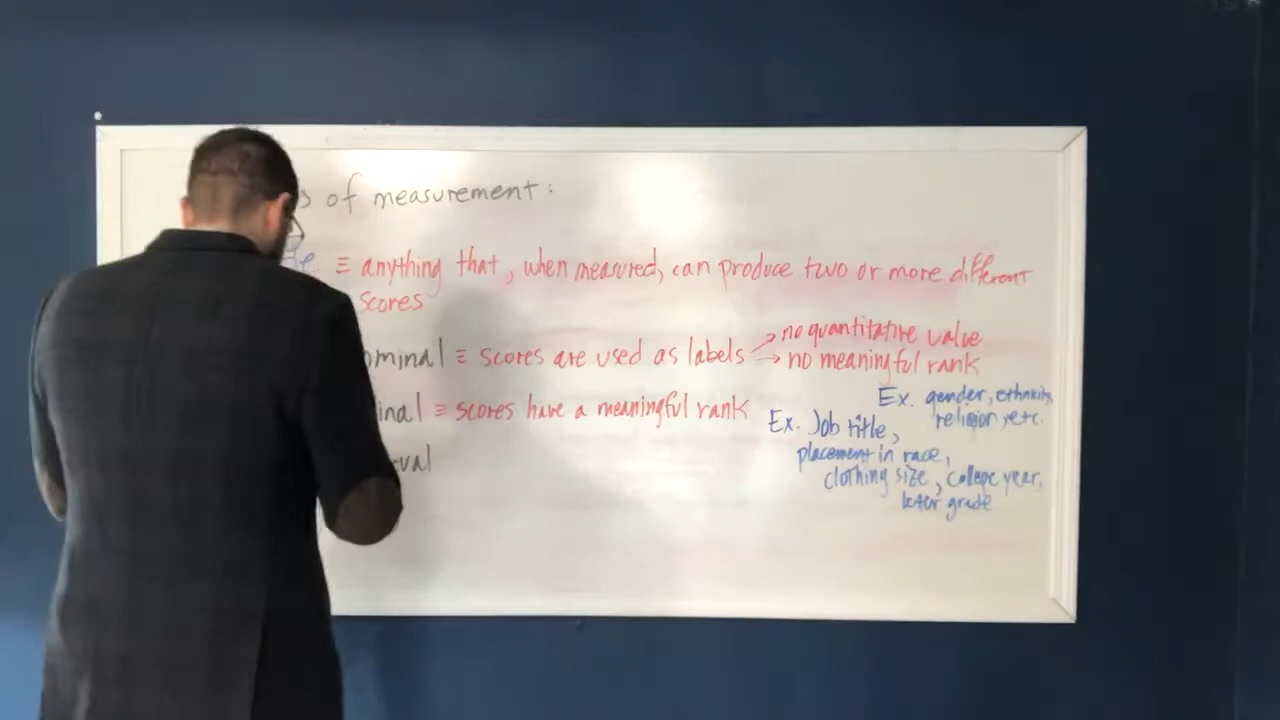 of measurement:
≡ anything that, when measured, can produce two or more different
scores
ominal ≡ scores are used as labels → no quantitative value
→ no meaningful rank
Ex. gender, ethnicity,
religion, etc.
inal ≡ scores have a meaningful rank
Ex. Job title,
placement in race,
clothing size, college year,
letter grade
val